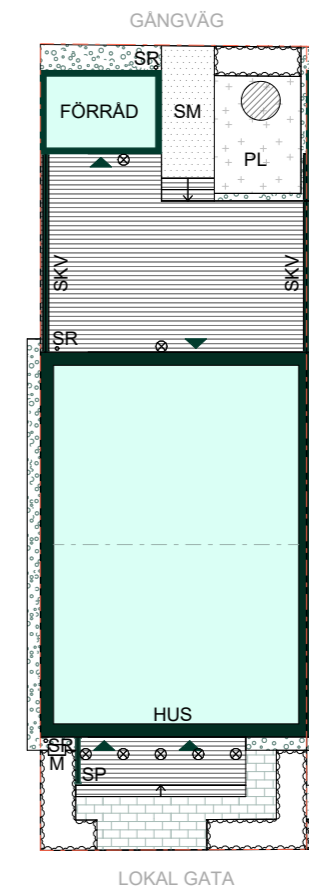 GÅNGVÄG
SR
FÖRRÅD
SM
PL
SKV
SKV
SR
HUS
SR
M
SP
LOKAL GATA